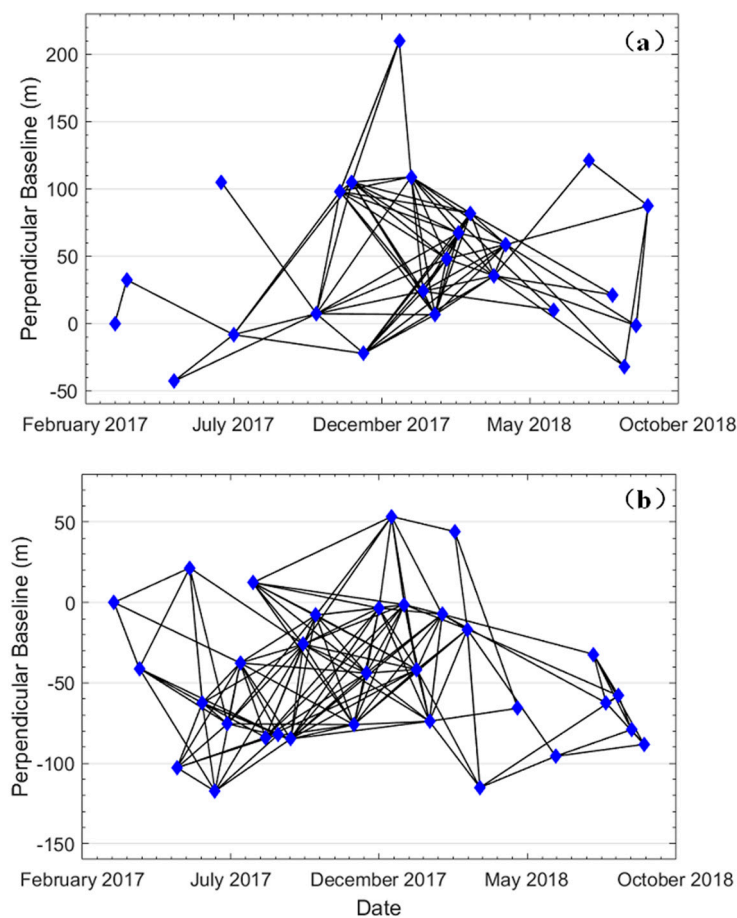 (a)
Perpendicular Baseline (m)
200
150
100
50
0
-50
February 2017 July 2017 December 2017 May 2018 October 2018
(b)
Perpendicular Baseline (m)
50
0
-50
-100
-150
February 2017 July 2017 December 2017 May 2018 October 2018
Date